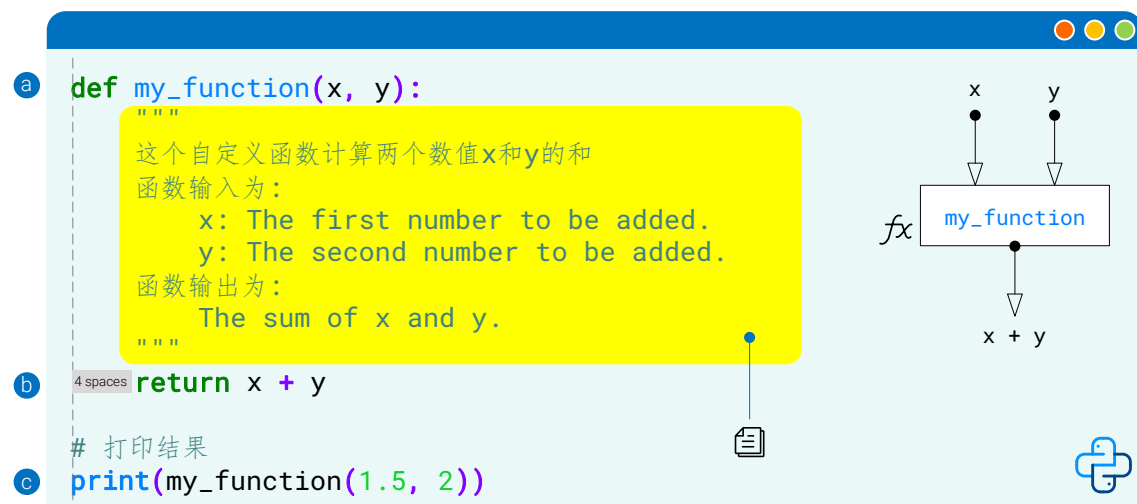 a
def my_function(x, y):
"""
这个自定义函数计算两个数值x和y的和
函数输入为:
x: The first number to be added.
y: The second number to be added.
函数输出为:
The sum of x and y.
"""
b
4 spaces return x + y
# 打印结果
c
print(my_function(1.5, 2))
x y
fx my_function
x + y